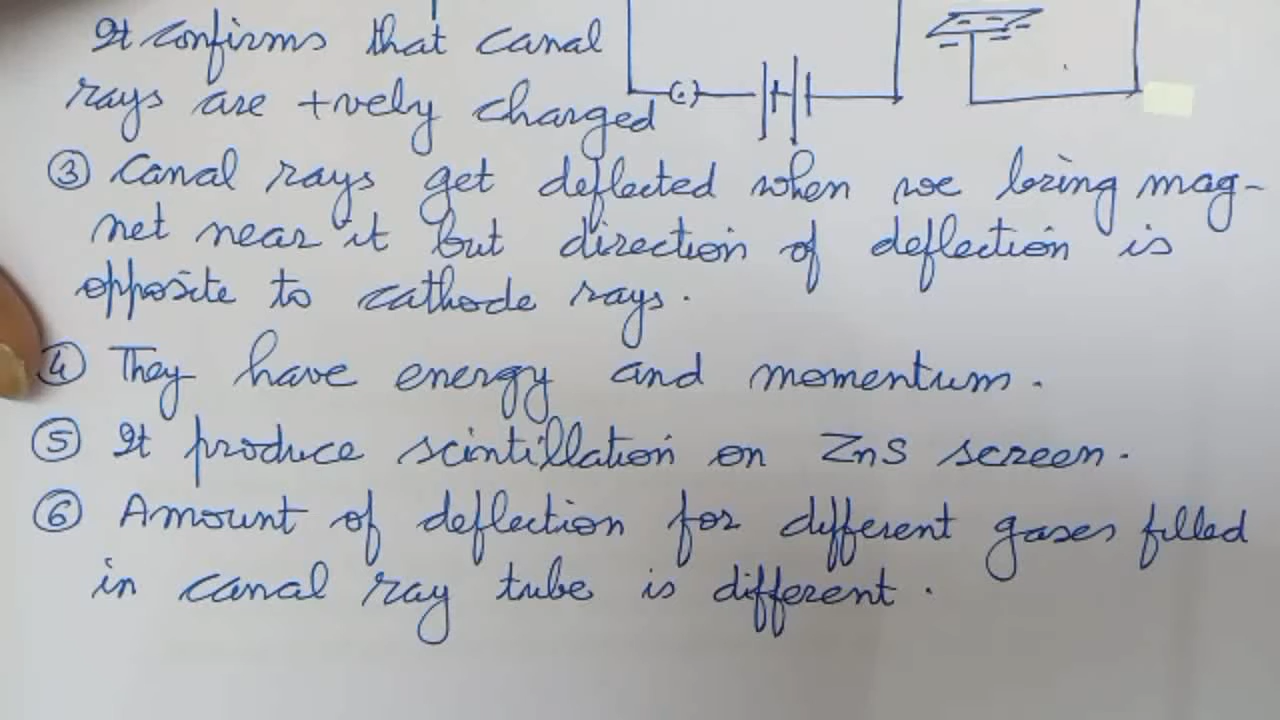 It confirms that canal
rays are +vely charged
③ Canal rays get deflected when we bring mag-
net near it but direction of deflection is
opposite to cathode rays.
④ They have energy and momentum.
⑤ It produce scintillation on ZnS screen.
⑥ Amount of deflection for different gases filled
in canal ray tube is different.